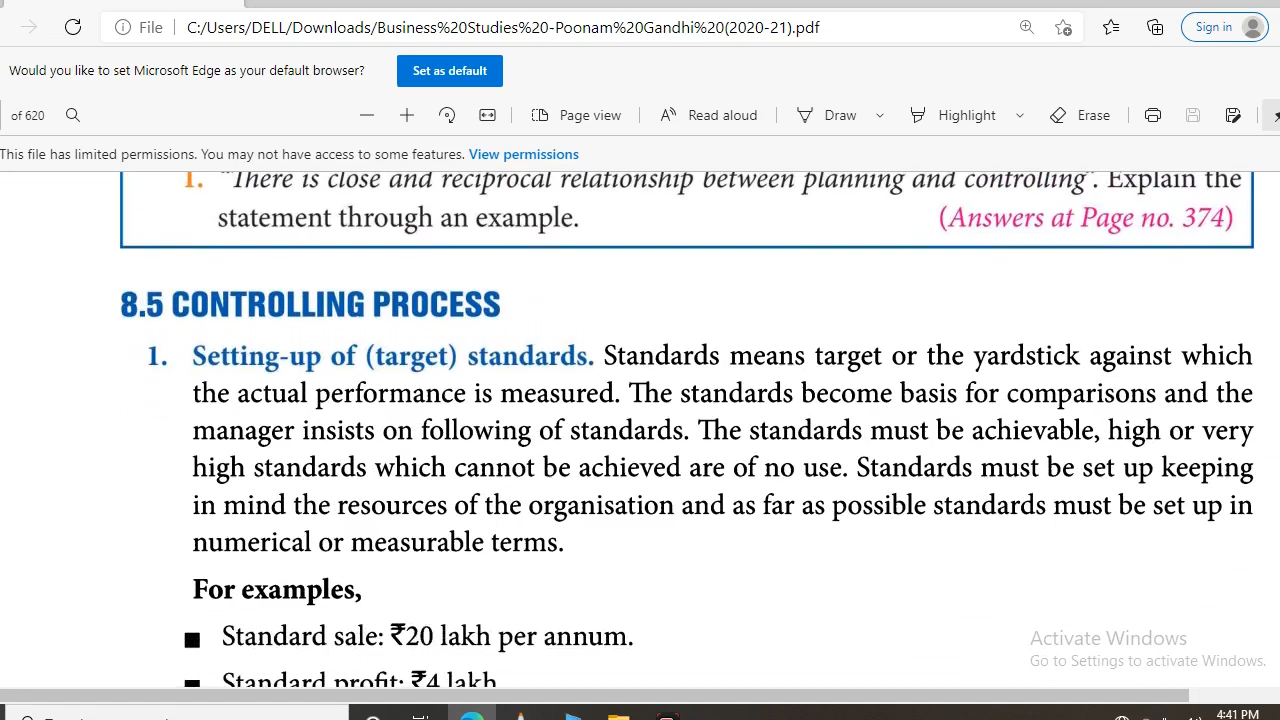 File C:/Users/DELL/Downloads/Business%20Studies%20-Poonam%20Gandhi%20(2020-21).pdf Sign in
Would you like to set Microsoft Edge as your default browser? Set as default
of 620 Page view Read aloud Draw Highlight Erase
This file has limited permissions. You may not have access to some features. View permissions
1. "There is close and reciprocal relationship between planning and controlling". Explain the
statement through an example. (Answers at Page no. 374)
8.5 CONTROLLING PROCESS
1. Setting-up of (target) standards. Standards means target or the yardstick against which
the actual performance is measured. The standards become basis for comparisons and the
manager insists on following of standards. The standards must be achievable, high or very
high standards which cannot be achieved are of no use. Standards must be set up keeping
in mind the resources of the organisation and as far as possible standards must be set up in
numerical or measurable terms.
For examples,
■ Standard sale: ₹20 lakh per annum.
■ Standard profit: ₹4 lakh
Activate Windows
Go to Settings to activate Windows.
4:41 PM